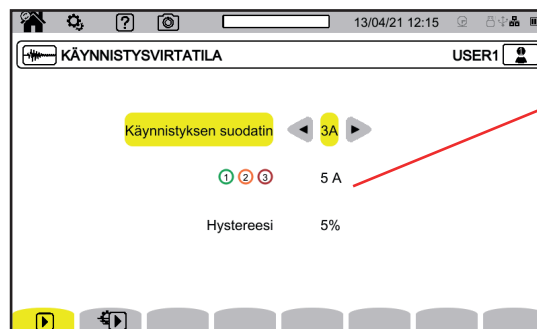 ? 13/04/21 12:15
KÄYNNISTYSVIRTATILA USER1
Käynnistyksen suodatin 3A
1 2 3 5 A
Hystereesi 5%